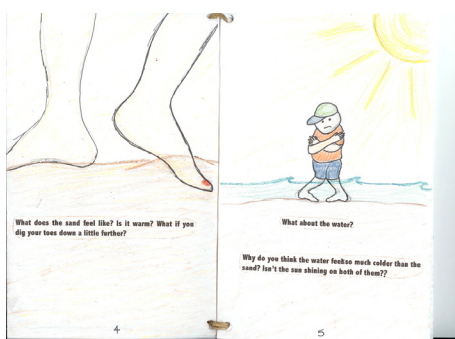 What does the sand feel like? Is it warm? What if you
dig your toes down a little further?
4
What about the water?
Why do you think the water feels so much colder than the
sand? Isn't the sun shining on both of them??
5